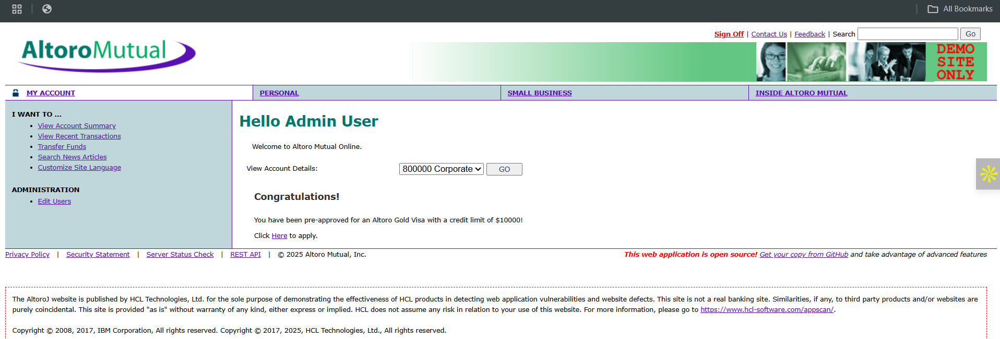 All Bookmarks
Sign Off | Contact Us | Feedback | Search Go
AltoroMutual
DEMO
SITE
ONLY
MY ACCOUNT PERSONAL SMALL BUSINESS INSIDE ALTORO MUTUAL
I WANT TO ...
• View Account Summary
• View Recent Transactions
• Transfer Funds
• Search News Articles
• Customize Site Language
ADMINISTRATION
• Edit Users
Hello Admin User
Welcome to Altoro Mutual Online.
View Account Details: 800000 Corporate GO
Congratulations!
You have been pre-approved for an Altoro Gold Visa with a credit limit of $10000!
Click Here to apply.
Privacy Policy | Security Statement | Server Status Check | REST API | © 2025 Altoro Mutual, Inc.
This web application is open source! Get your copy from GitHub and take advantage of advanced features
The AltoroJ website is published by HCL Technologies, Ltd. for the sole purpose of demonstrating the effectiveness of HCL products in detecting web application vulnerabilities and website defects. This site is not a real banking site. Similarities, if any, to third party products and/or websites are
purely coincidental. This site is provided "as is" without warranty of any kind, either express or implied. HCL does not assume any risk in relation to your use of this website. For more information, please go to https://www.hcl-software.com/appscan/.
Copyright © 2008, 2017, IBM Corporation, All rights reserved. Copyright © 2017, 2025, HCL Technologies, Ltd., All rights reserved.